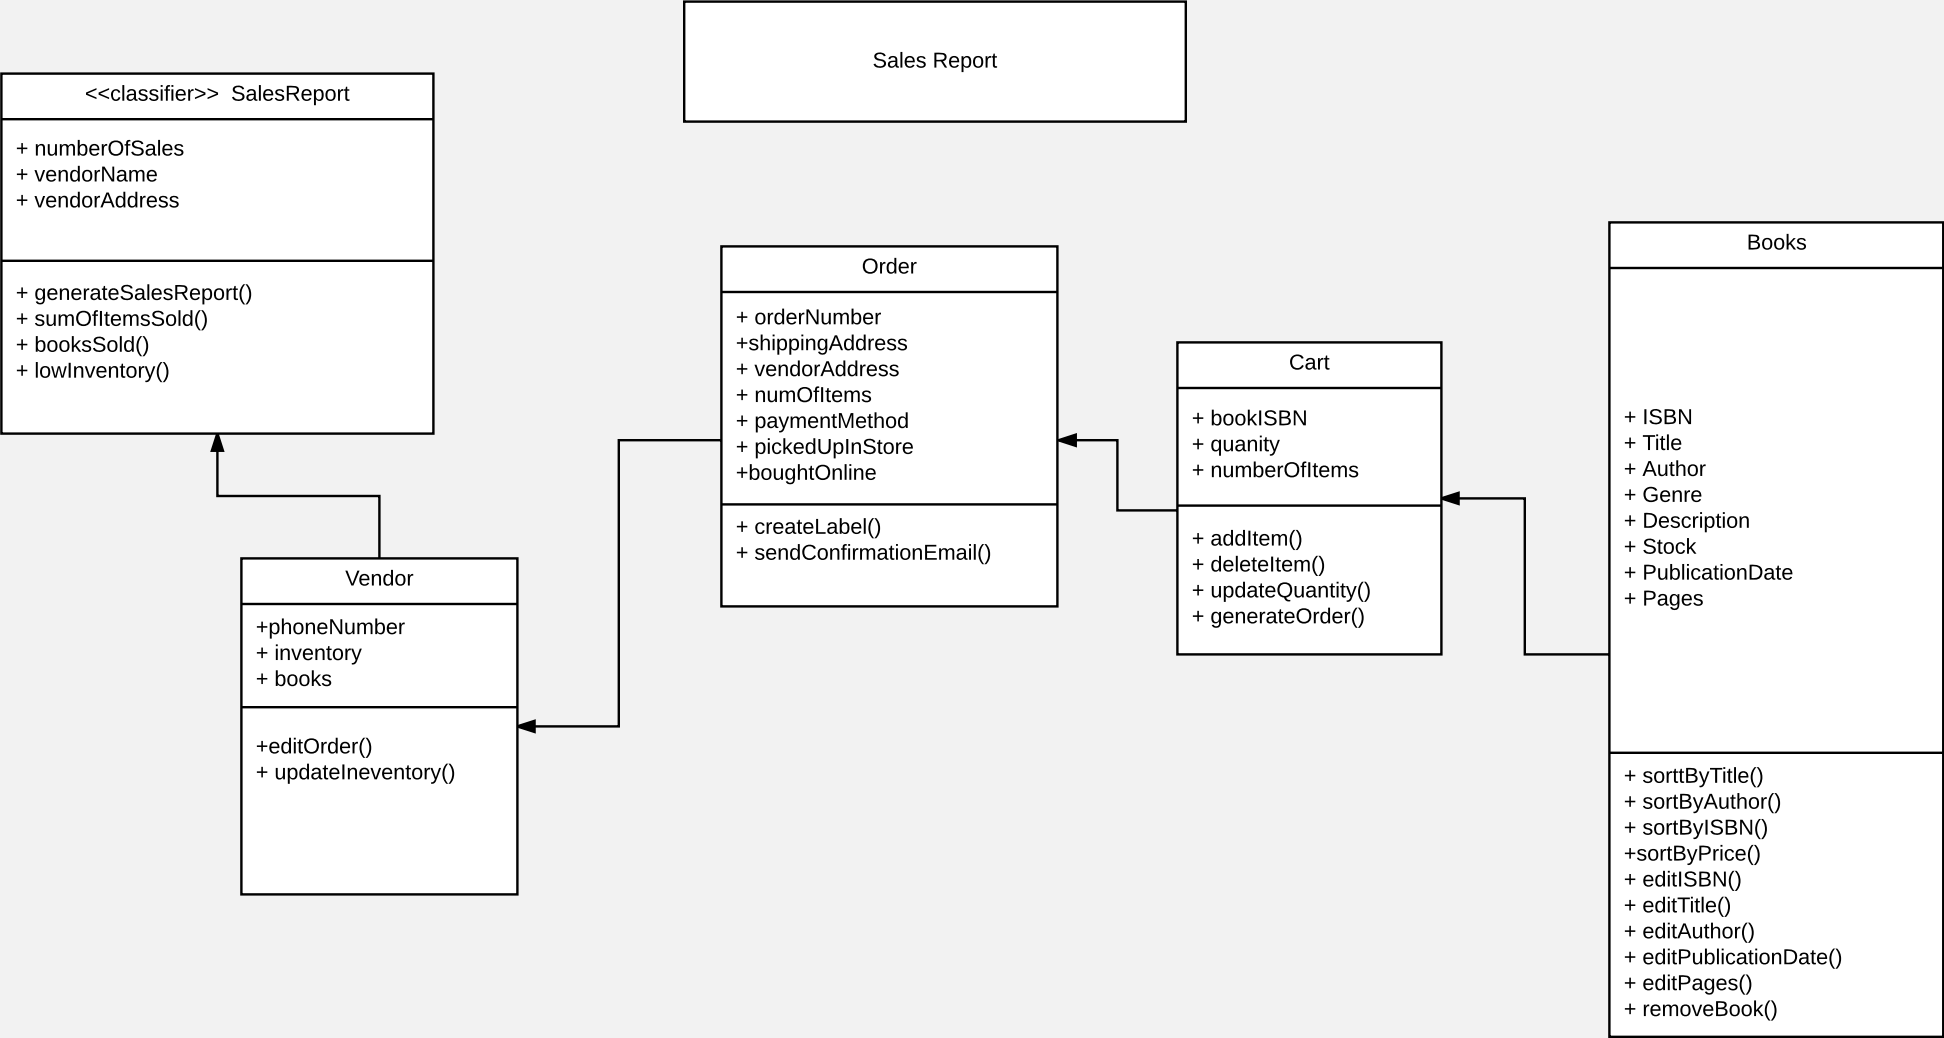 Sales Report
<<classifier>>  SalesReport
+ numberOfSales
+ vendorName
+ vendorAddress
+ generateSalesReport()
+ sumOfItemsSold()
+ booksSold()
+ lowInventory()
Vendor
+phoneNumber
+ inventory
+ books
+editOrder()
+ updateIneventory()
Order
+ orderNumber
+shippingAddress
+ vendorAddress
+ numOfItems
+ paymentMethod
+ pickedUpInStore
+boughtOnline
+ createLabel()
+ sendConfirmationEmail()
Cart
+ bookISBN
+ quanity
+ numberOfItems
+ addItem()
+ deleteItem()
+ updateQuantity()
+ generateOrder()
Books
+ ISBN
+ Title
+ Author
+ Genre
+ Description
+ Stock
+ PublicationDate
+ Pages
+ sorttByTitle()
+ sortByAuthor()
+ sortByISBN()
+sortByPrice()
+ editISBN()
+ editTitle()
+ editAuthor()
+ editPublicationDate()
+ editPages()
+ removeBook()